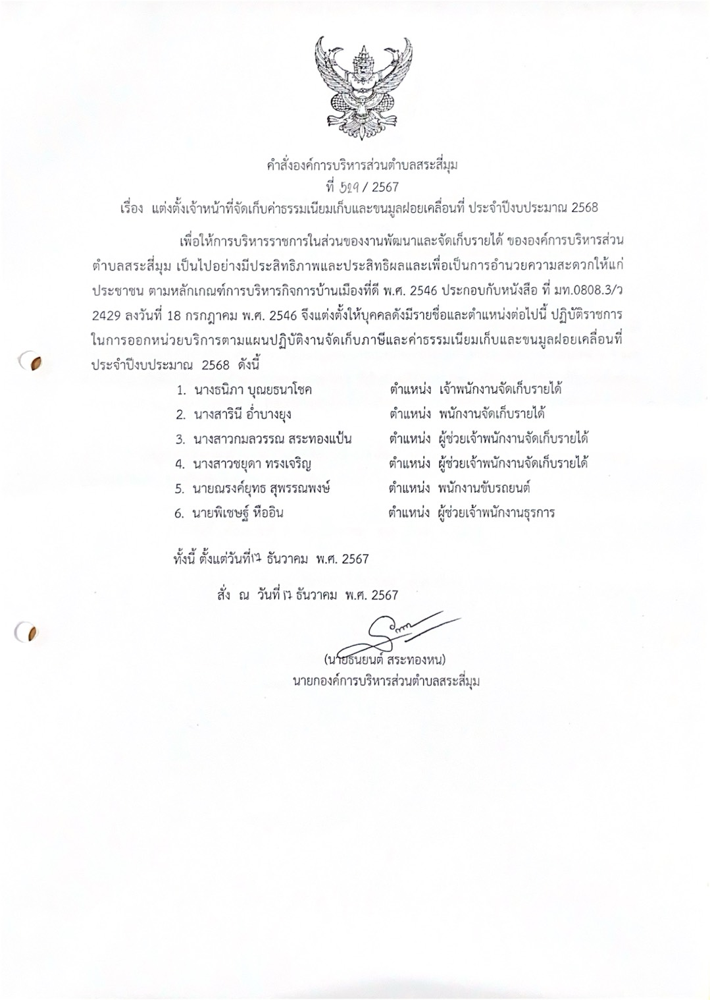 คำสั่งองค์การบริหารส่วนตำบลสระสี่มุม
ที่ 529 / 2567
เรื่อง แต่งตั้งเจ้าหน้าที่จัดเก็บค่าธรรมเนียมเก็บและขนมูลฝอยเคลื่อนที่ ประจำปีงบประมาณ 2568
เพื่อให้การบริหารราชการในส่วนของงานพัฒนาและจัดเก็บรายได้ ขององค์การบริหารส่วน
ตำบลสระสี่มุม เป็นไปอย่างมีประสิทธิภาพและประสิทธิผลและเพื่อเป็นการอำนวยความสะดวกให้แก่
ประชาชน ตามหลักเกณฑ์การบริหารกิจการบ้านเมืองที่ดี พ.ศ. 2546 ประกอบกับหนังสือ ที่ มท.0808.3/ว
2429 ลงวันที่ 18 กรกฎาคม พ.ศ. 2546 จึงแต่งตั้งให้บุคคลดังมีรายชื่อและตำแหน่งต่อไปนี้ ปฏิบัติราชการ
ในการออกหน่วยบริการตามแผนปฏิบัติงานจัดเก็บภาษีและค่าธรรมเนียมเก็บและขนมูลฝอยเคลื่อนที่
ประจำปีงบประมาณ 2568 ดังนี้
1. นางธนิภา บุณยธนาโชค ตำแหน่ง เจ้าพนักงานจัดเก็บรายได้
2. นางสารินี อ่ำบางยุง ตำแหน่ง พนักงานจัดเก็บรายได้
3. นางสาวกมลวรรณ สระทองแป้น ตำแหน่ง ผู้ช่วยเจ้าพนักงานจัดเก็บรายได้
4. นางสาวชยุดา ทรงเจริญ ตำแหน่ง ผู้ช่วยเจ้าพนักงานจัดเก็บรายได้
5. นายณรงค์ยุทธ สุพรรณพงษ์ ตำแหน่ง พนักงานขับรถยนต์
6. นายพิเชษฐ์ หืออิน ตำแหน่ง ผู้ช่วยเจ้าพนักงานธุรการ
ทั้งนี้ ตั้งแต่วันที่ 17 ธันวาคม พ.ศ. 2567
สั่ง ณ วันที่ 17 ธันวาคม พ.ศ. 2567
(นายธนยนต์ สระทองหน)
นายกองค์การบริหารส่วนตำบลสระสี่มุม